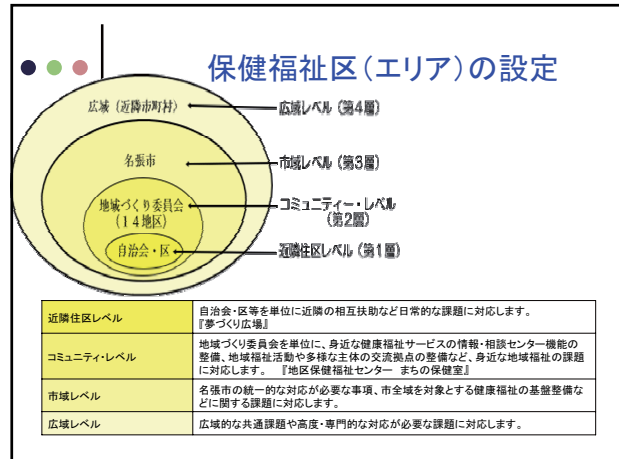 保健福祉区（エリア）の設定
広域（近隣市町村）
広域レベル（第4層）
名張市
市域レベル（第3層）
地域づくり委員会
（14地区）
コミュニティー・レベル
（第2層）
自治会・区
近隣住区レベル（第1層）
近隣住区レベル
自治会・区等を単位に近隣の相互扶助など日常的な課題に対応します。
『夢づくり広場』
コミュニティ・レベル
地域づくり委員会を単位に、身近な健康福祉サービスの情報・相談センター機能の
整備、地域福祉活動や多様な主体の交流拠点の整備など、身近な地域福祉の課題
に対応します。　『地区保健福祉センター　まちの保健室』
市域レベル
名張市の統一的な対応が必要な事項、市全域を対象とする健康福祉の基盤整備な
どに関する課題に対応します。
広域レベル
広域的な共通課題や高度・専門的な対応が必要な課題に対応します。